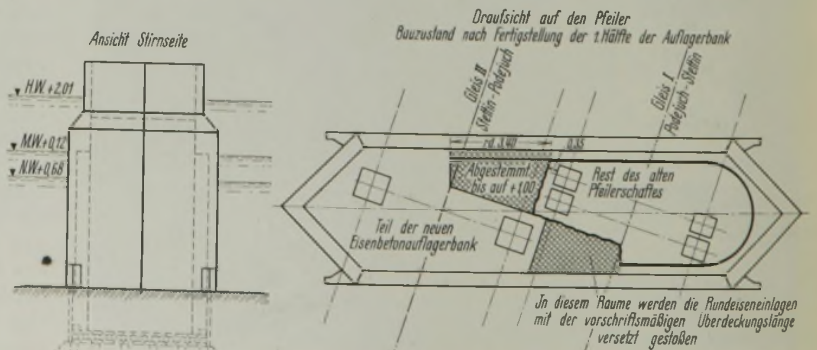 Ansicht Stirnseite
H.W.+2,01
M.W.+0,12
N.W.+0,68
Draufsicht auf den Pfeiler
Bauzustand nach Fertigstellung der 1. Hälfte der Auflagerbank
Gleis II
Stettin-Podejuch
Gleis I
Podejuch-Stettin
rd. 3,40
0,35
Abgestemmt
bis auf +1,00
Rest des alten
Pfeilerschaftes
Teil der neuen
Eisenbetonauflagerbank
Jn diesem Raume werden die Rundeiseneinlagen
mit der vorschriftsmäßigen Überdeckungslänge
versetzt gestoßen